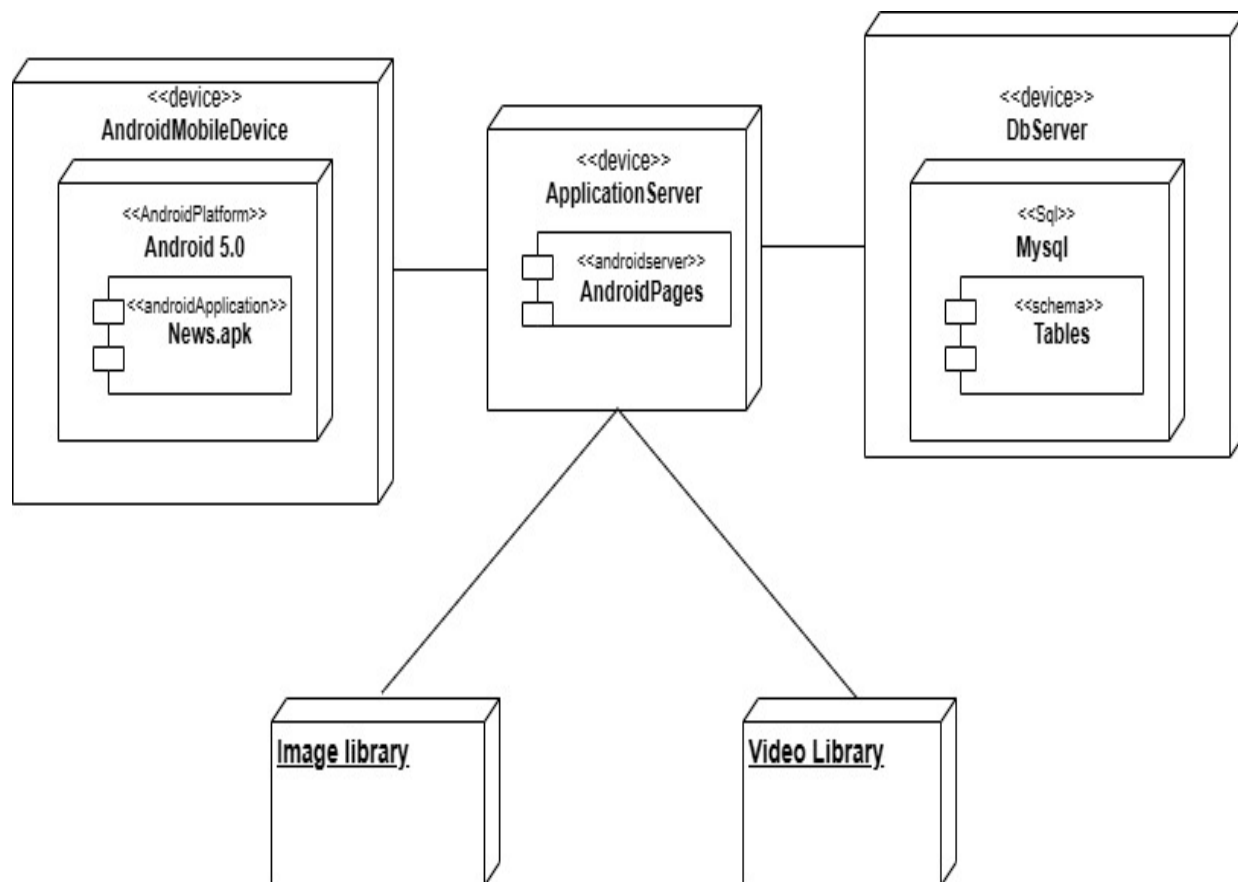 <<device>>
AndroidMobileDevice
<<AndroidPlatform>>
Android 5.0
<<androidApplication>>
News.apk
<<device>>
ApplicationServer
<<androidserver>>
AndroidPages
<<device>>
DbServer
<<Sql>>
Mysql
<<schema>>
Tables
Image library
Video Library